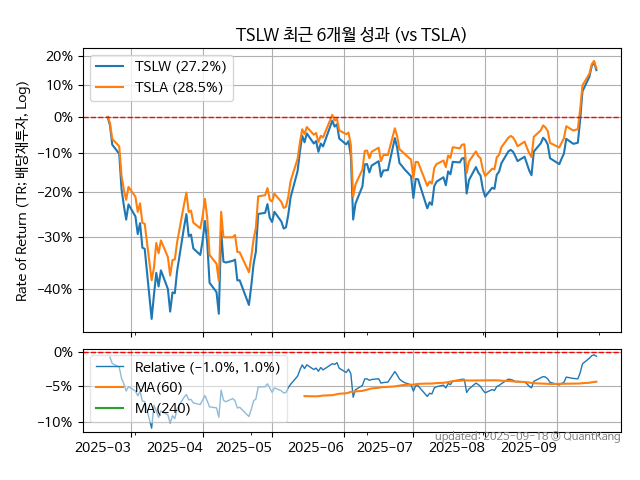 TSLW 최근 6개월 성과 (vs TSLA)
Rate of Return (TR: 배당재투자, Log)
20%
10%
0%
−10%
−20%
−30%
−40%
TSLW (27.2%)
TSLA (28.5%)
0%
−5%
−10%
Relative (−1.0%, 1.0%)
MA(60)
MA(240)
2025-03
2025-04
2025-05
2025-06
2025-07
2025-08
2025-09
updated: 2025-09-18 © QuantKang